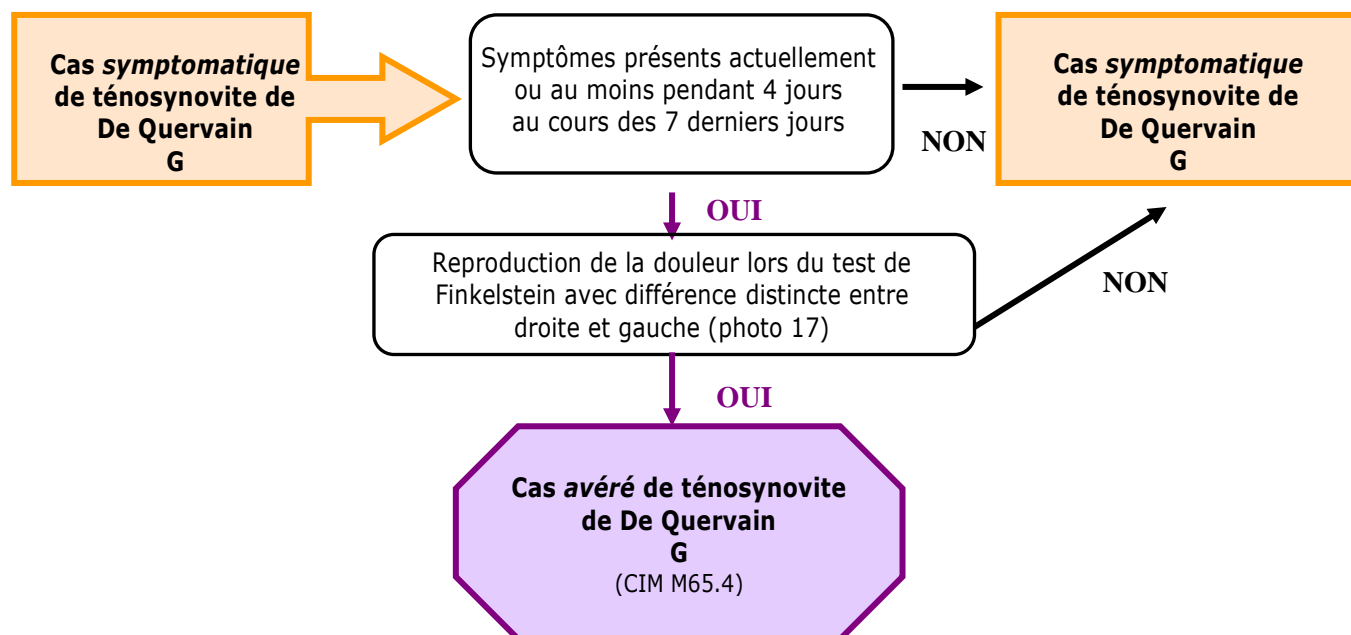 Cas symptomatique
de ténosynovite de
De Quervain
G
Symptômes présents actuellement
ou au moins pendant 4 jours
au cours des 7 derniers jours
NON
Cas symptomatique
de ténosynovite de
De Quervain
G
OUI
Reproduction de la douleur lors du test de
Finkelstein avec différence distincte entre
droite et gauche (photo 17)
NON
OUI
Cas avéré de ténosynovite
de De Quervain
G
(CIM M65.4)